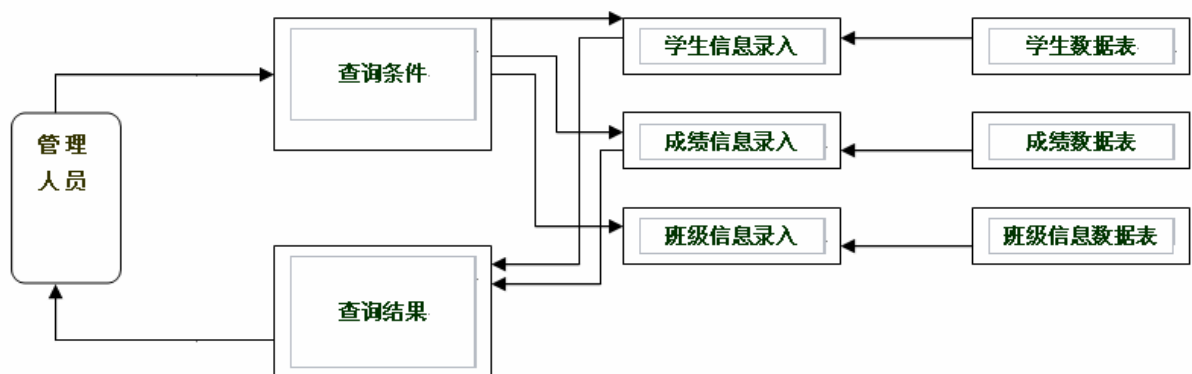 管理
人员
查询条件
查询结果
学生信息录入
成绩信息录入
班级信息录入
学生数据表
成绩数据表
班级信息数据表